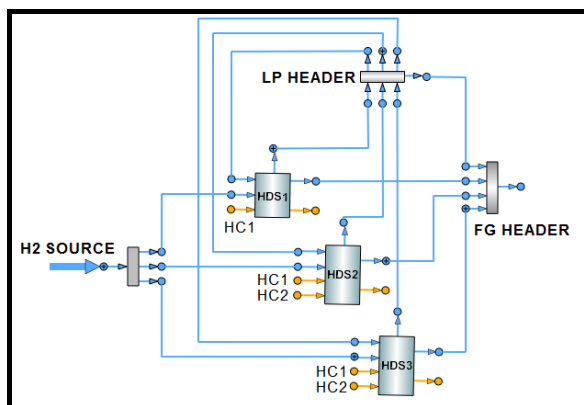 LP HEADER
HDS1
HC1
FG HEADER
H2 SOURCE
HDS2
HC1
HC2
HDS3
HC1
HC2